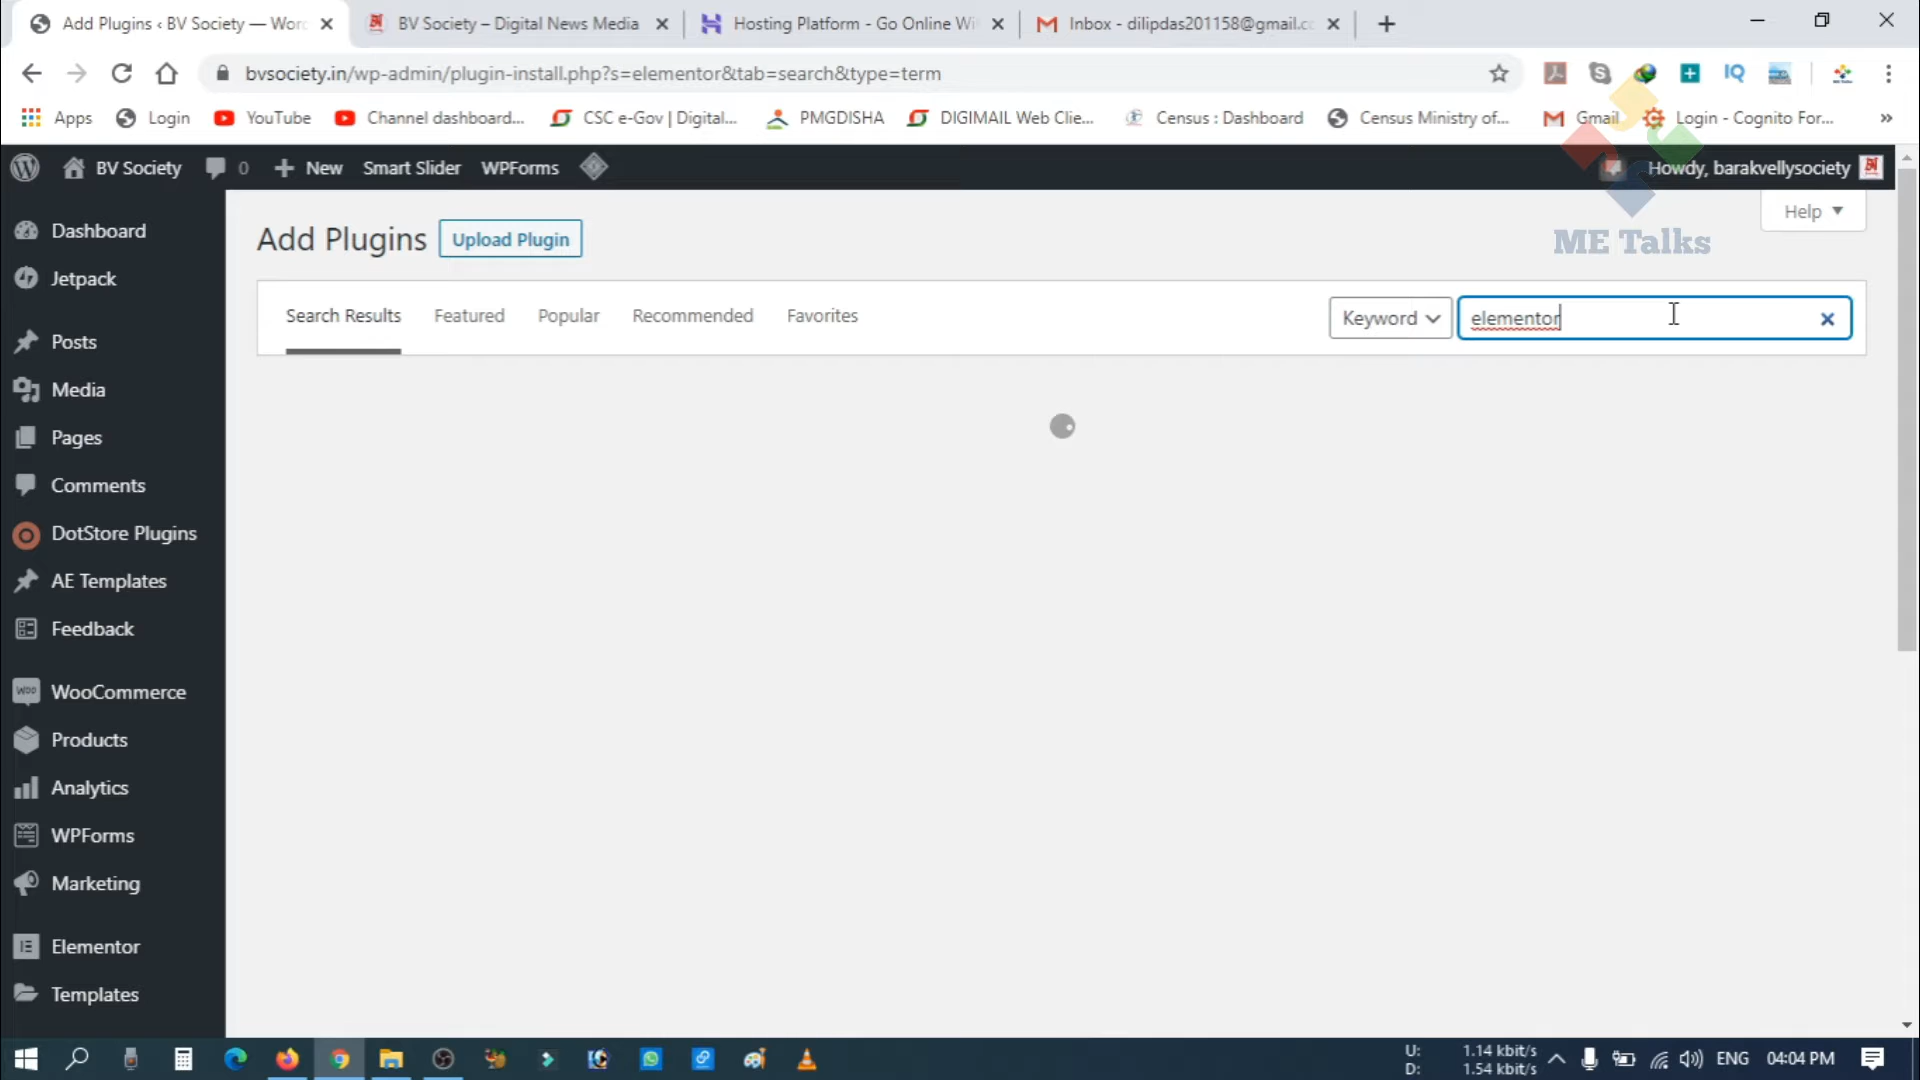 Add Plugins ‹ BV Society — Word
BV Society – Digital News Media
Hosting Platform - Go Online Wi
Inbox - dilipdas201158@gmail.c
bvsociety.in/wp-admin/plugin-install.php?s=elementor&tab=search&type=term
Apps
Login
YouTube
Channel dashboard...
CSC e-Gov | Digital...
PMGDISHA
DIGIMAIL Web Clie...
Census : Dashboard
Census Ministry of...
Gmail
Login - Cognito For...
»
BV Society
0
New
Smart Slider
WPForms
Howdy, barakvellysociety
Help
ME Talks
Add Plugins
Upload Plugin
Search Results
Featured
Popular
Recommended
Favorites
Keyword
elementor
Dashboard
Jetpack
Posts
Media
Pages
Comments
DotStore Plugins
AE Templates
Feedback
WooCommerce
Products
Analytics
WPForms
Marketing
Elementor
Templates
U: 1.14 kbit/s
D: 1.54 kbit/s
ENG
04:04 PM